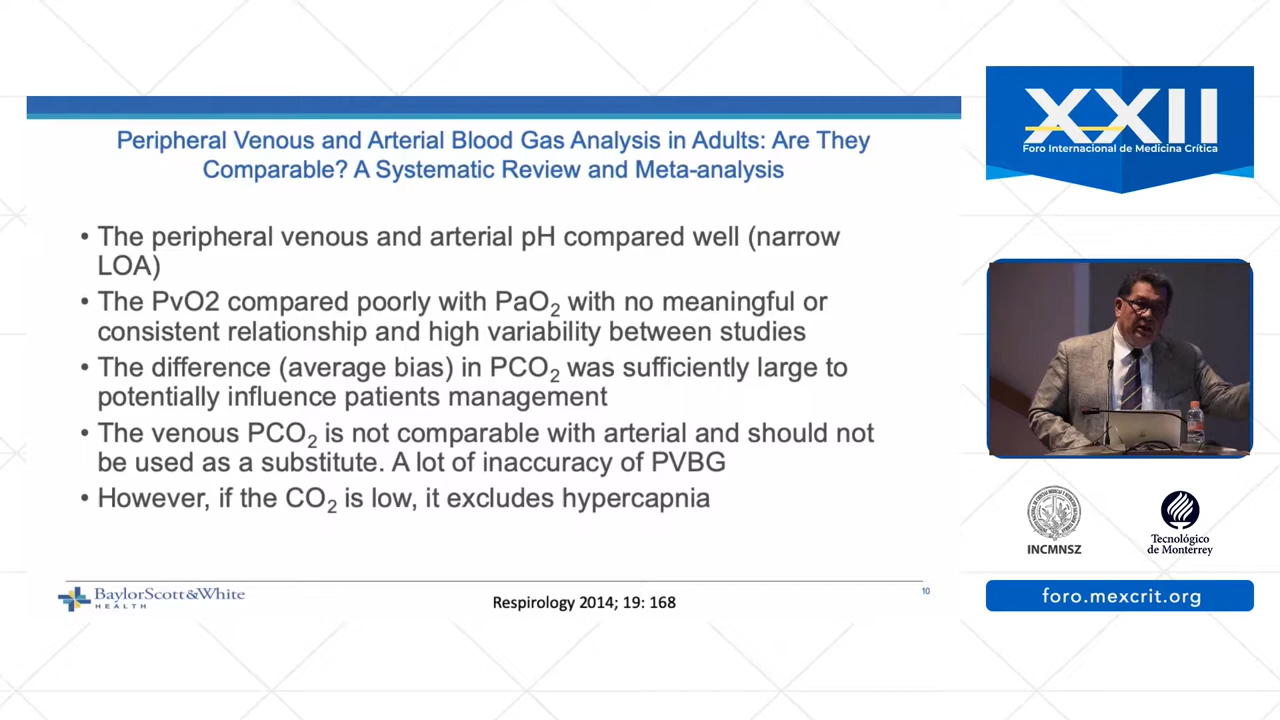 Peripheral Venous and Arterial Blood Gas Analysis in Adults: Are They
Comparable? A Systematic Review and Meta-analysis
• The peripheral venous and arterial pH compared well (narrow
LOA)
• The PvO2 compared poorly with PaO₂ with no meaningful or
consistent relationship and high variability between studies
• The difference (average bias) in PCO₂ was sufficiently large to
potentially influence patients management
• The venous PCO₂ is not comparable with arterial and should not
be used as a substitute. A lot of inaccuracy of PVBG
• However, if the CO₂ is low, it excludes hypercapnia
BaylorScott&White
HEALTH
Respirology 2014; 19: 168
10
XXII
Foro Internacional de Medicina Crítica
INCMNSZ
Tecnológico
de Monterrey
foro.mexcrit.org